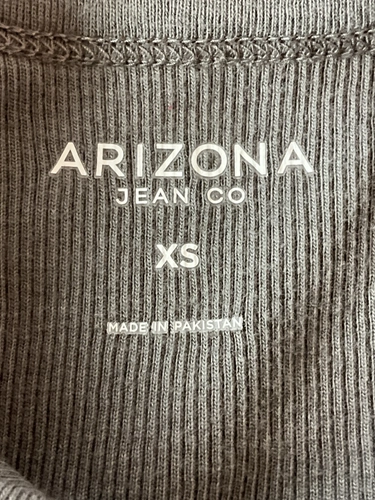 ARIZONA
JEAN CO
XS
MADE IN PAKISTAN